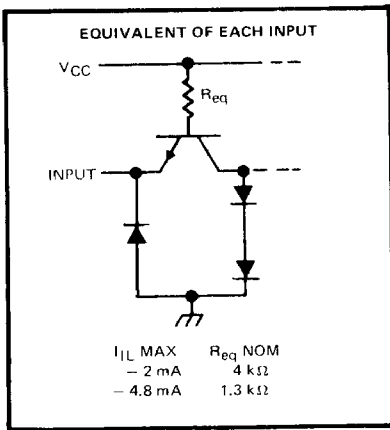 EQUIVALENT OF EACH INPUT
VCC
Req
INPUT
IIL MAX Req NOM
– 2 mA 4 kΩ
– 4.8 mA 1.3 kΩ